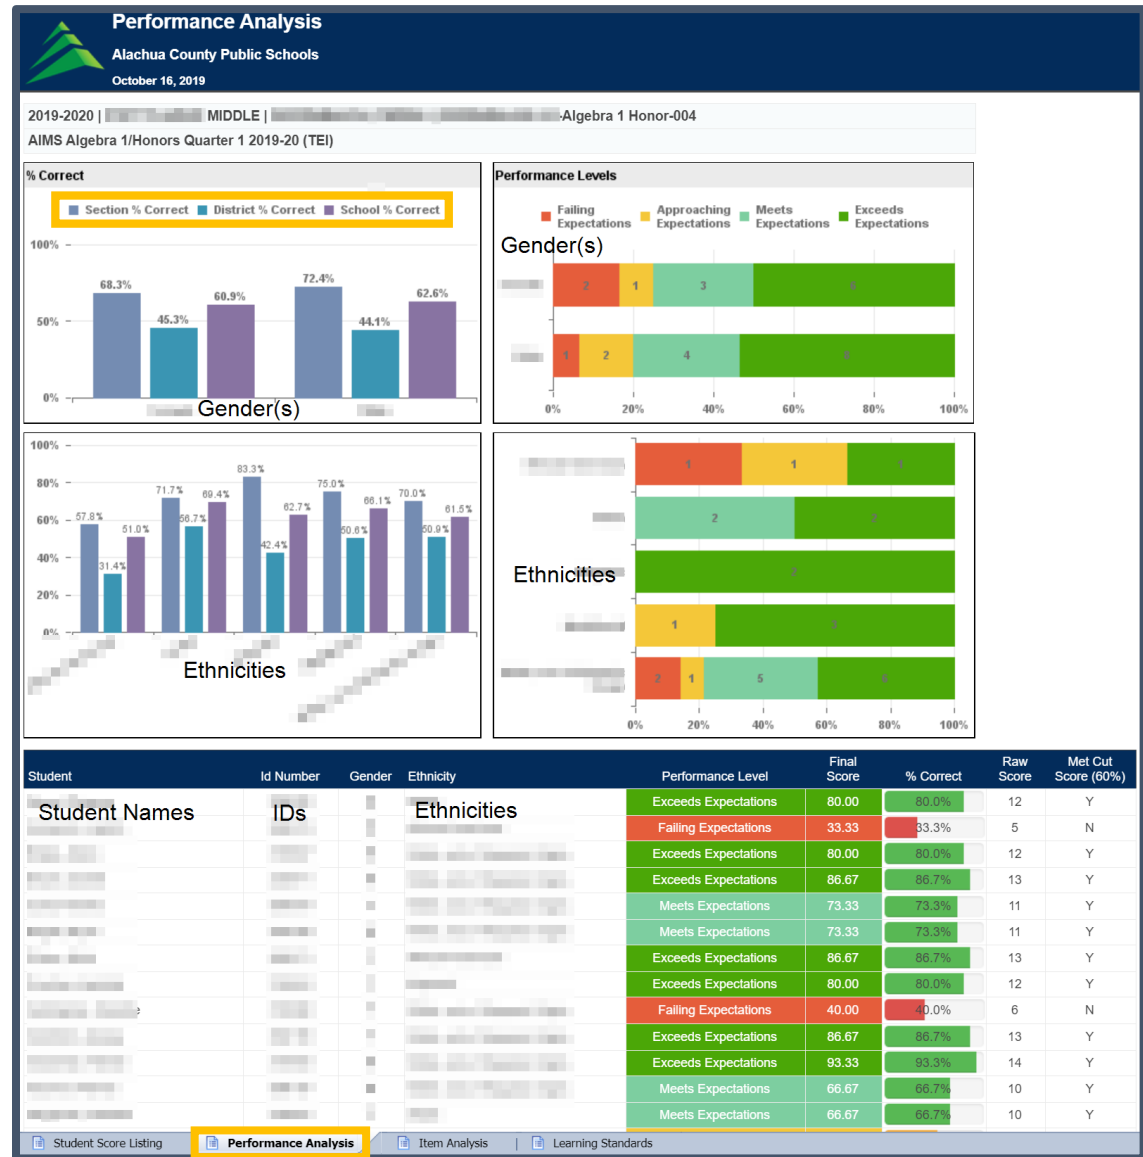 Performance Analysis
Alachua County Public Schools
October 16, 2019
2019-2020 | MIDDLE | -Algebra 1 Honor-004
AIMS Algebra 1/Honors Quarter 1 2019-20 (TEI)
% Correct
Section % Correct District % Correct School % Correct
100%
50%
0%
68.3% 45.3% 60.9% 72.4% 44.1% 62.6%
Gender(s)
Performance Levels
Failing Expectations Approaching Expectations Meets Expectations Exceeds Expectations
Gender(s)
2 1 3 6
1 2 4 8
0% 20% 40% 60% 80% 100%
100%
80%
60%
40%
20%
0%
57.8% 31.4% 51.0% 71.7% 56.7% 69.4% 83.3% 42.4% 62.7% 75.0% 50.6% 66.1% 70.0% 50.9% 61.5%
Ethnicities
1 1 1
2 2
2
Ethnicities
1 3
2 1 5 6
0% 20% 40% 60% 80% 100%
Student Id Number Gender Ethnicity Performance Level Final Score % Correct Raw Score Met Cut Score (60%)
Student Names IDs Ethnicities
Exceeds Expectations 80.00 80.0% 12 Y
Failing Expectations 33.33 33.3% 5 N
Exceeds Expectations 80.00 80.0% 12 Y
Exceeds Expectations 86.67 86.7% 13 Y
Meets Expectations 73.33 73.3% 11 Y
Meets Expectations 73.33 73.3% 11 Y
Exceeds Expectations 86.67 86.7% 13 Y
Exceeds Expectations 80.00 80.0% 12 Y
Failing Expectations 40.00 40.0% 6 N
Exceeds Expectations 86.67 86.7% 13 Y
Exceeds Expectations 93.33 93.3% 14 Y
Meets Expectations 66.67 66.7% 10 Y
Meets Expectations 66.67 66.7% 10 Y
Student Score Listing Performance Analysis Item Analysis | Learning Standards